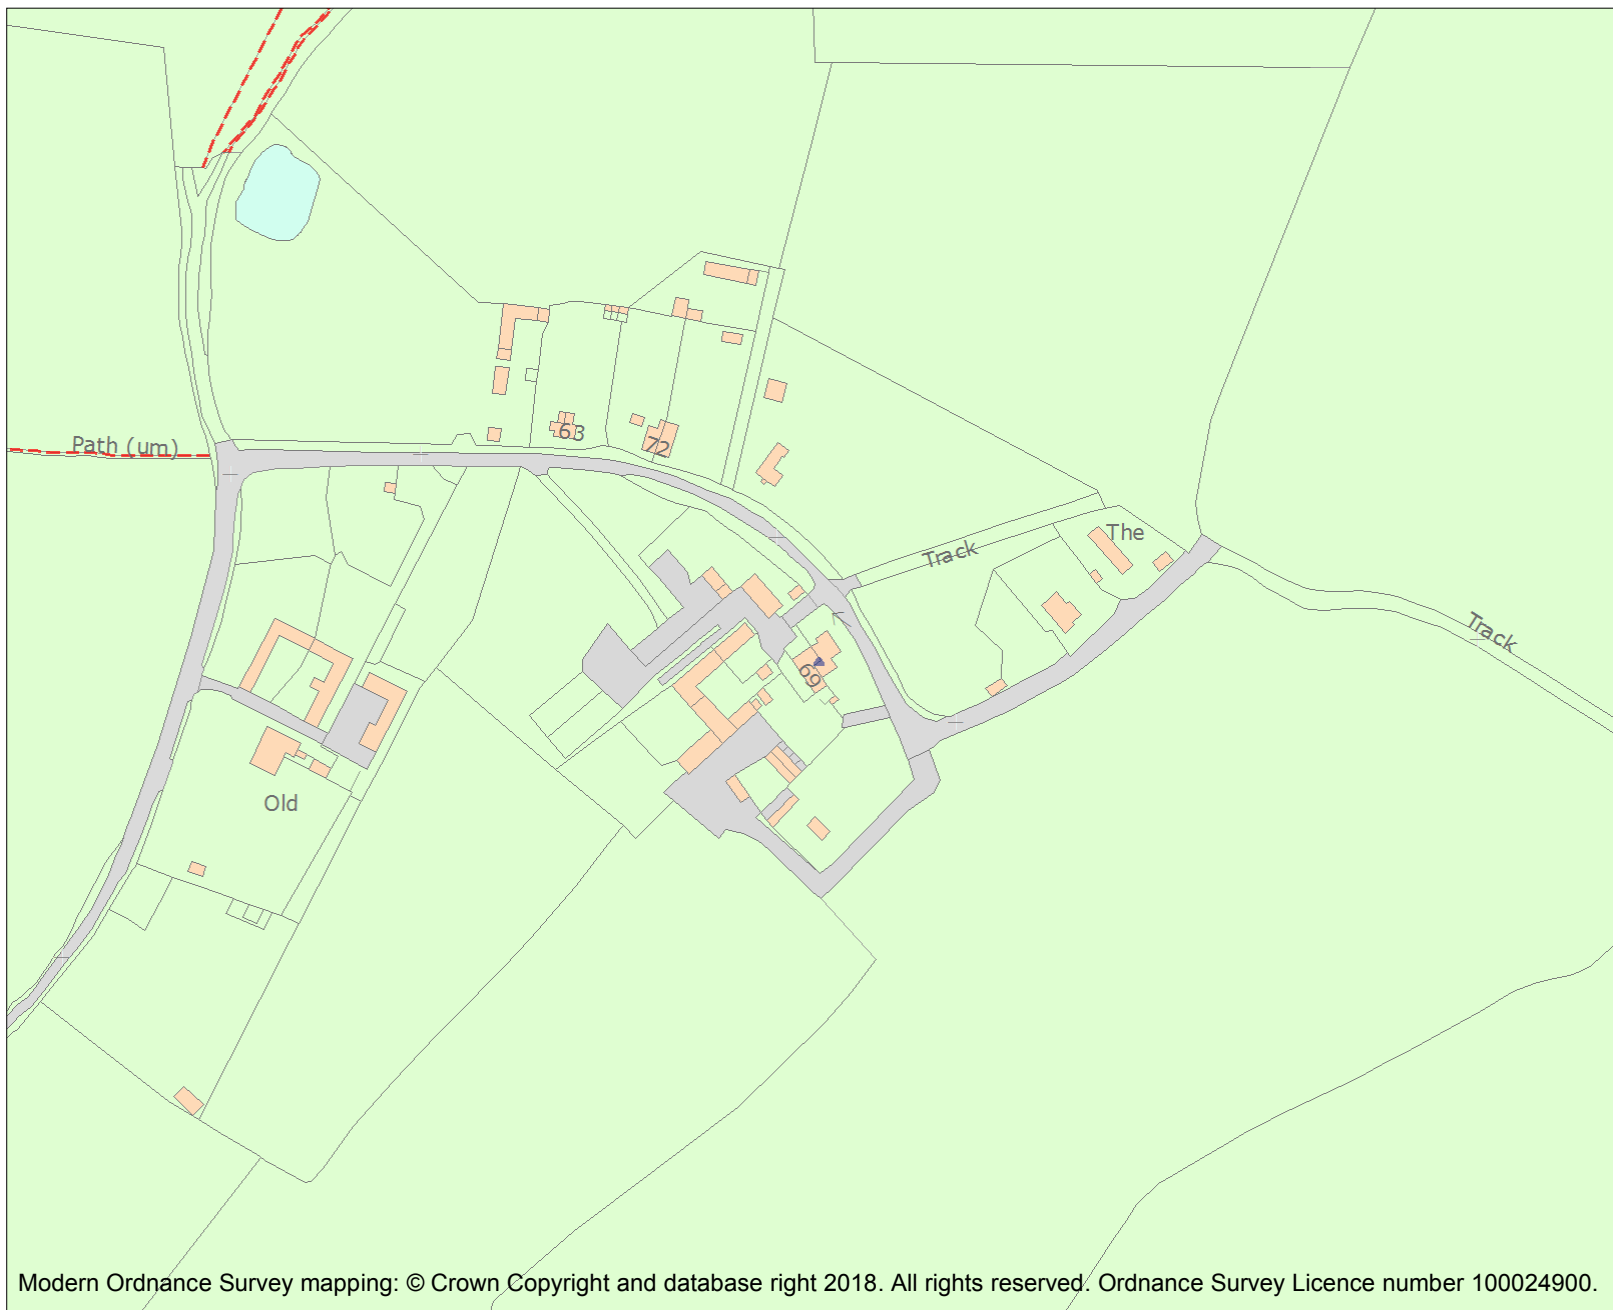 Path (um)
63
72
The
Track
Track
69
Old
Modern Ordnance Survey mapping: © Crown Copyright and database right 2018. All rights reserved. Ordnance Survey Licence number 100024900.